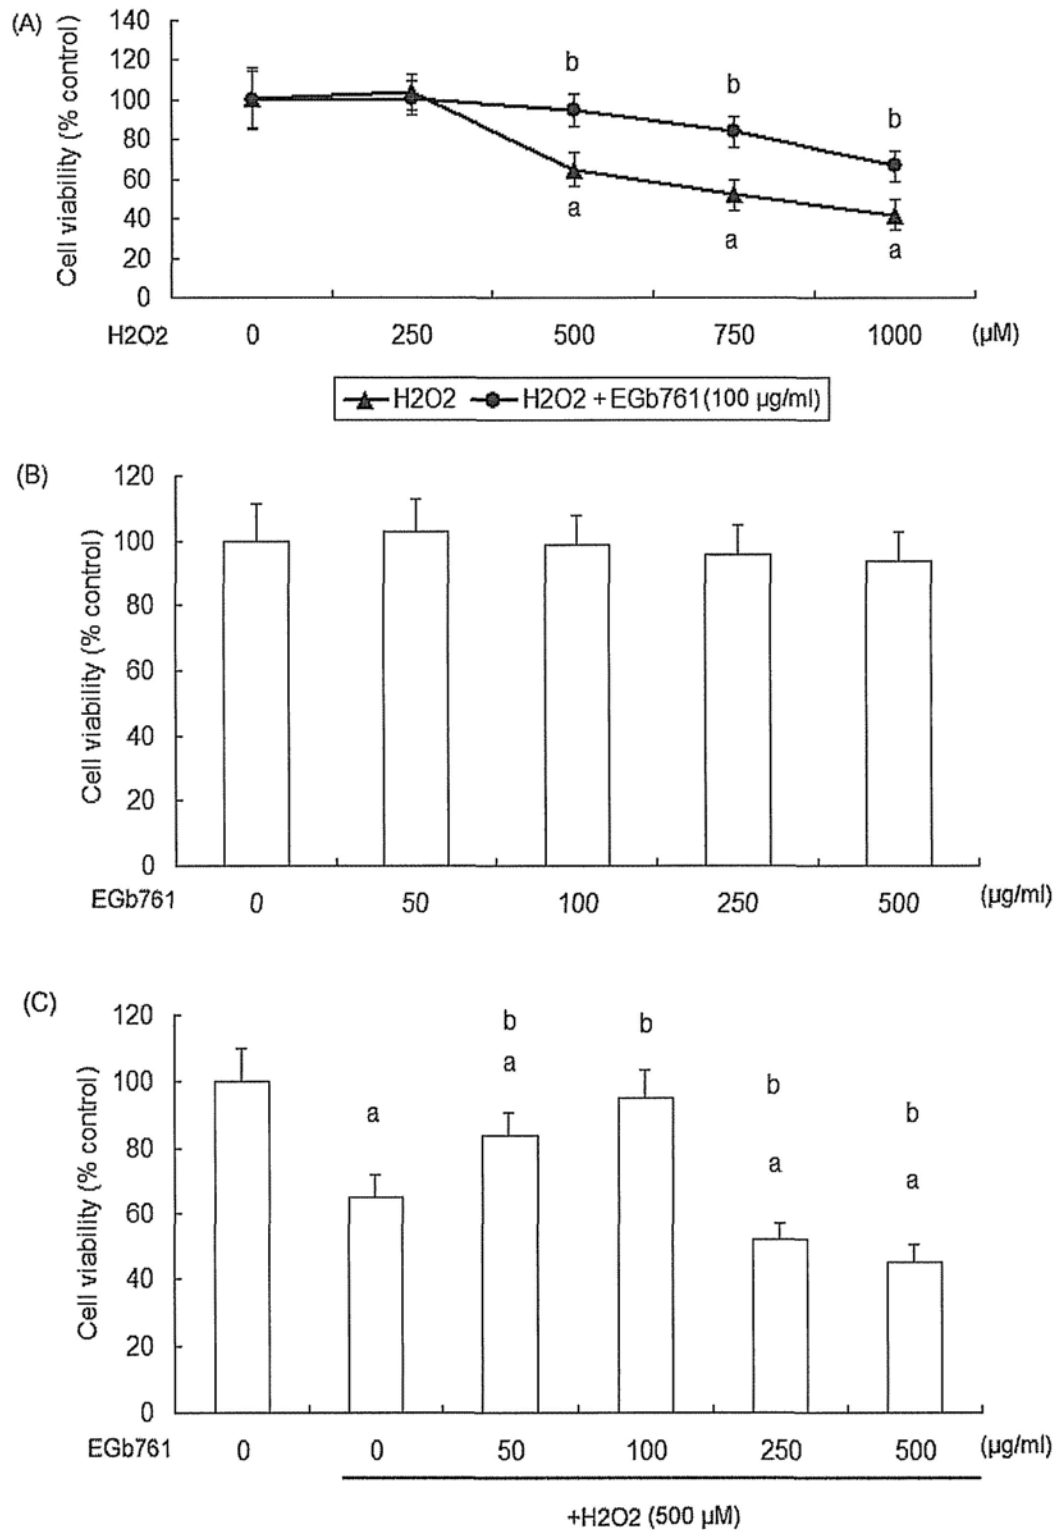 (A)
Cell viability (% control)
140
120
100
80
60
40
20
0
b
b
b
a
a
a
H2O2 0 250 500 750 1000 (µM)
H2O2 H2O2 +EGb761(100 µg/ml)
(B)
Cell viability (% control)
120
100
80
60
40
20
0
EGb761 0 50 100 250 500 (µg/ml)
(C)
Cell viability (% control)
120
100
80
60
40
20
0
a
b
a
b
b
a
b
a
EGb761 0 0 50 100 250 500 (µg/ml)
+H2O2 (500 µM)